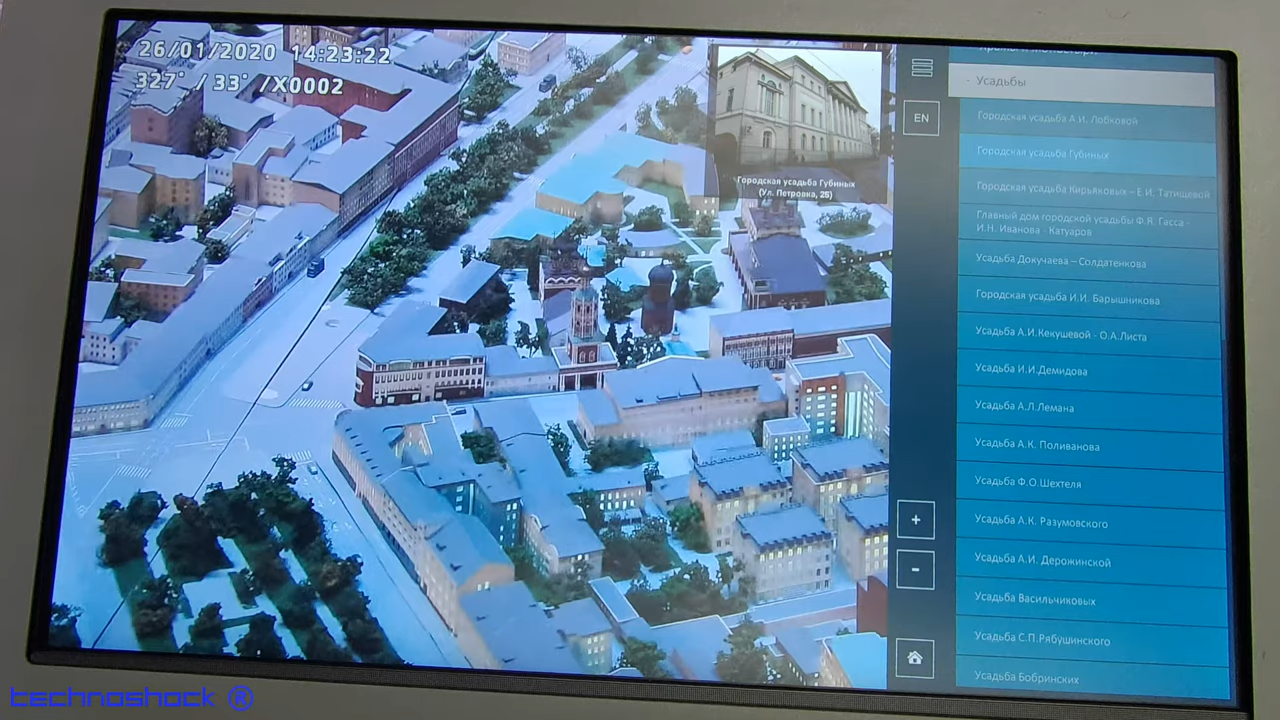 26/01/2020 14:23:22
327° / 33° /X0002
Городская усадьба Губиных
(Ул. Петровка, 25)
EN
- Усадьбы
Городская усадьба А.И. Лобковой
Городская усадьба Губиных
Городская усадьба Кирьяковых – Е.И. Татищевой
Главный дом городской усадьбы Ф.Я. Гасса -
И.Н. Иванова - Катуаров
Усадьба Докучаева – Солдатенкова
Городская усадьба И.И. Барышникова
Усадьба А.И.Кекушевой - О.А.Листа
Усадьба И.И.Демидова
Усадьба А.Л.Лемана
Усадьба А.К. Поливанова
Усадьба Ф.О.Шехтеля
Усадьба А.К. Разумовского
Усадьба А.И. Дерожинской
Усадьба Васильчиковых
Усадьба С.П.Рябушинского
Усадьба Бобринских
+
-
technoshock ®